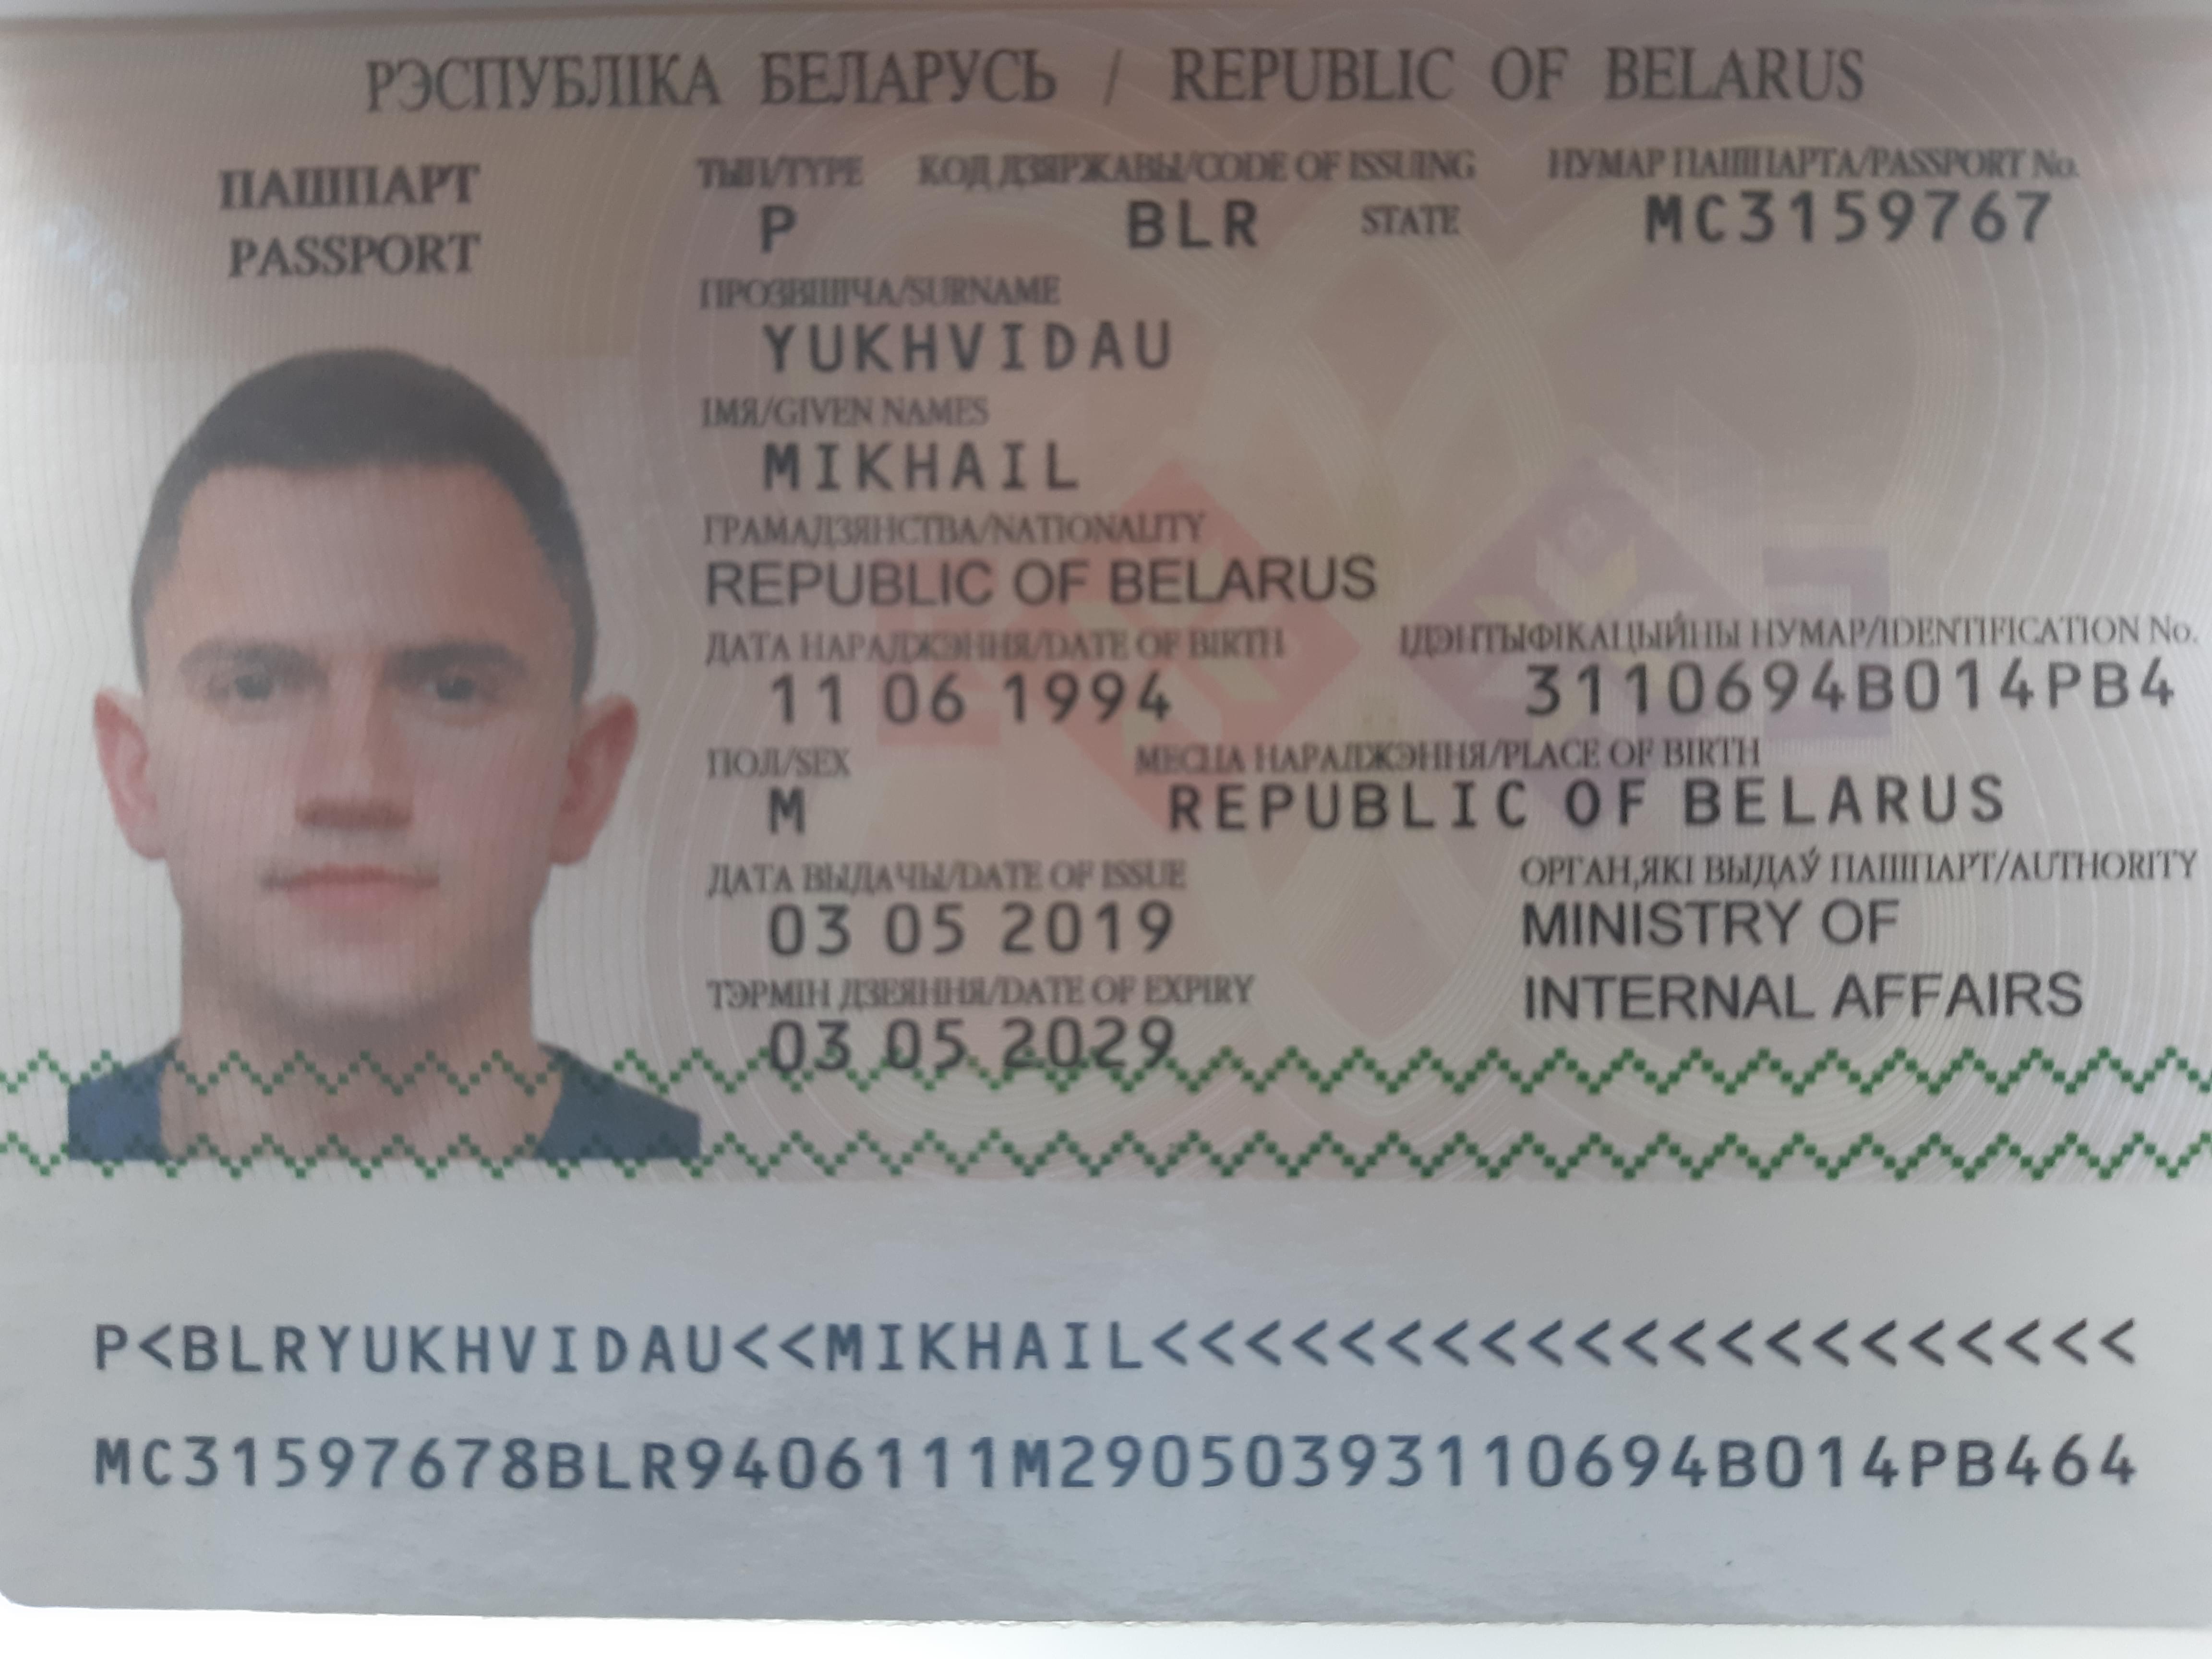 РЭСПУБЛІКА БЕЛАРУСЬ / REPUBLIC OF BELARUS
ПАШПАРТ
PASSPORT
ТЫП/TYPE КОД ДЗЯРЖАВЫ/CODE OF ISSUING STATE НУМАР ПАШПАРТА/PASSPORT No.
P BLR MC3159767
ПРОЗВІШЧА/SURNAME
YUKHVIDAU
ІМЯ/GIVEN NAMES
MIKHAIL
ГРАМАДЗЯНСТВА/NATIONALITY
REPUBLIC OF BELARUS
ДАТА НАРАДЖЭННЯ/DATE OF BIRTH ІДЭНТЫФІКАЦЫЙНЫ НУМАР/IDENTIFICATION No.
11 06 1994 3110694B014PB4
ПОЛ/SEX МЕСЦА НАРАДЖЭННЯ/PLACE OF BIRTH
M REPUBLIC OF BELARUS
ДАТА ВЫДАЧЫ/DATE OF ISSUE ОРГАН,ЯКІ ВЫДАЎ ПАШПАРТ/AUTHORITY
03 05 2019 MINISTRY OF
ТЭРМІН ДЗЕЯННЯ/DATE OF EXPIRY INTERNAL AFFAIRS
03 05 2029
P<BLRYUKHVIDAU<<MIKHAIL<<<<<<<<<<<<<<<<<<<<<
MC31597678BLR9406111M29050393110694B014PB464